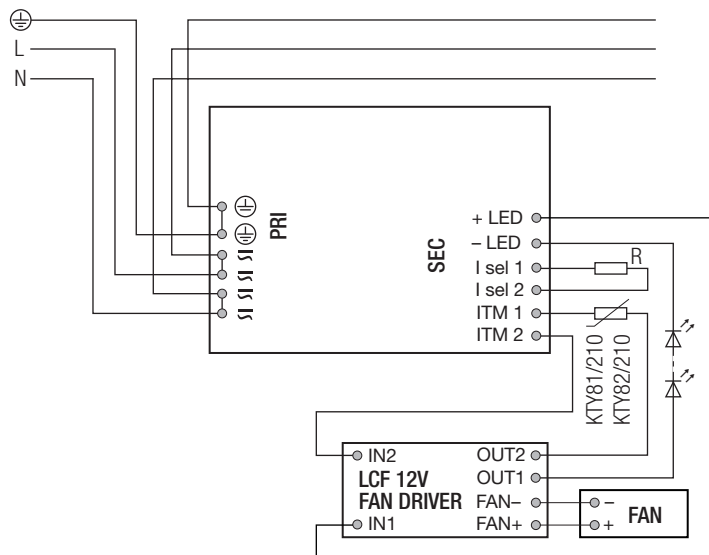 L
N
PRI
SEC
+ LED
– LED
I sel 1
I sel 2
ITM 1
ITM 2
R
KTY81/210
KTY82/210
IN2
LCF 12V
FAN DRIVER
IN1
OUT2
OUT1
FAN–
FAN+
–
+
FAN